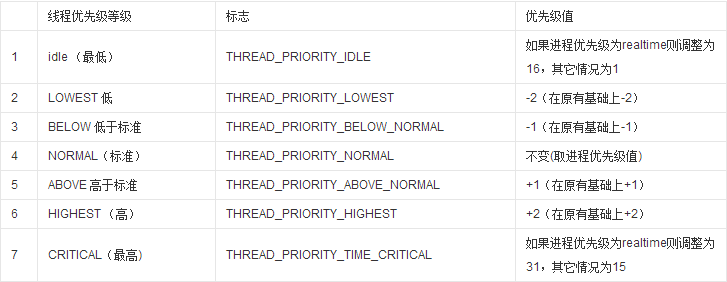 线程优先级等级 标志 优先级值
1 idle（最低） THREAD_PRIORITY_IDLE 如果进程优先级为realtime则调整为
16，其它情况为1
2 LOWEST 低 THREAD_PRIORITY_LOWEST -2（在原有基础上-2）
3 BELOW 低于标准 THREAD_PRIORITY_BELOW_NORMAL -1（在原有基础上-1）
4 NORMAL（标准） THREAD_PRIORITY_NORMAL 不变(取进程优先级值)
5 ABOVE 高于标准 THREAD_PRIORITY_ABOVE_NORMAL +1（在原有基础上+1）
6 HIGHEST（高） THREAD_PRIORITY_HIGHEST +2（在原有基础上+2）
7 CRITICAL（最高） THREAD_PRIORITY_TIME_CRITICAL 如果进程优先级为realtime则调整为
31，其它情况为15